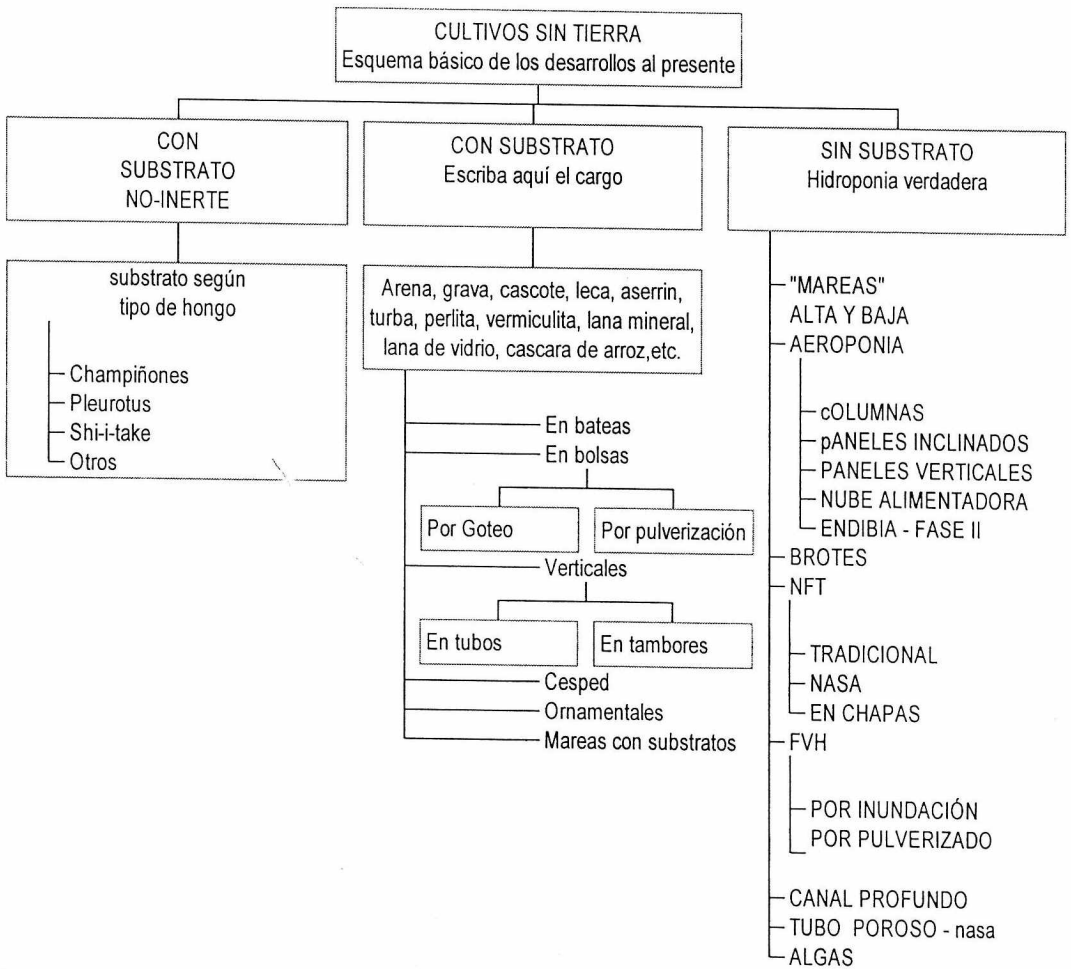 CULTIVOS SIN TIERRA
Esquema básico de los desarrollos al presente
CON
SUBSTRATO
NO-INERTE
substrato según
tipo de hongo
Champiñones
Pleurotus
Shi-i-take
Otros
CON SUBSTRATO
Escriba aquí el cargo
Arena, grava, cascote, leca, aserrin,
turba, perlita, vermiculita, lana mineral,
lana de vidrio, cascara de arroz,etc.
En bateas
En bolsas
Por Goteo
Por pulverización
Verticales
En tubos
En tambores
Cesped
Ornamentales
Mareas con substratos
SIN SUBSTRATO
Hidroponia verdadera
"MAREAS"
ALTA Y BAJA
AEROPONIA
cOLUMNAS
pANELES INCLINADOS
PANELES VERTICALES
NUBE ALIMENTADORA
ENDIBIA - FASE II
BROTES
NFT
TRADICIONAL
NASA
EN CHAPAS
FVH
POR INUNDACIÓN
POR PULVERIZADO
CANAL PROFUNDO
TUBO POROSO - nasa
ALGAS